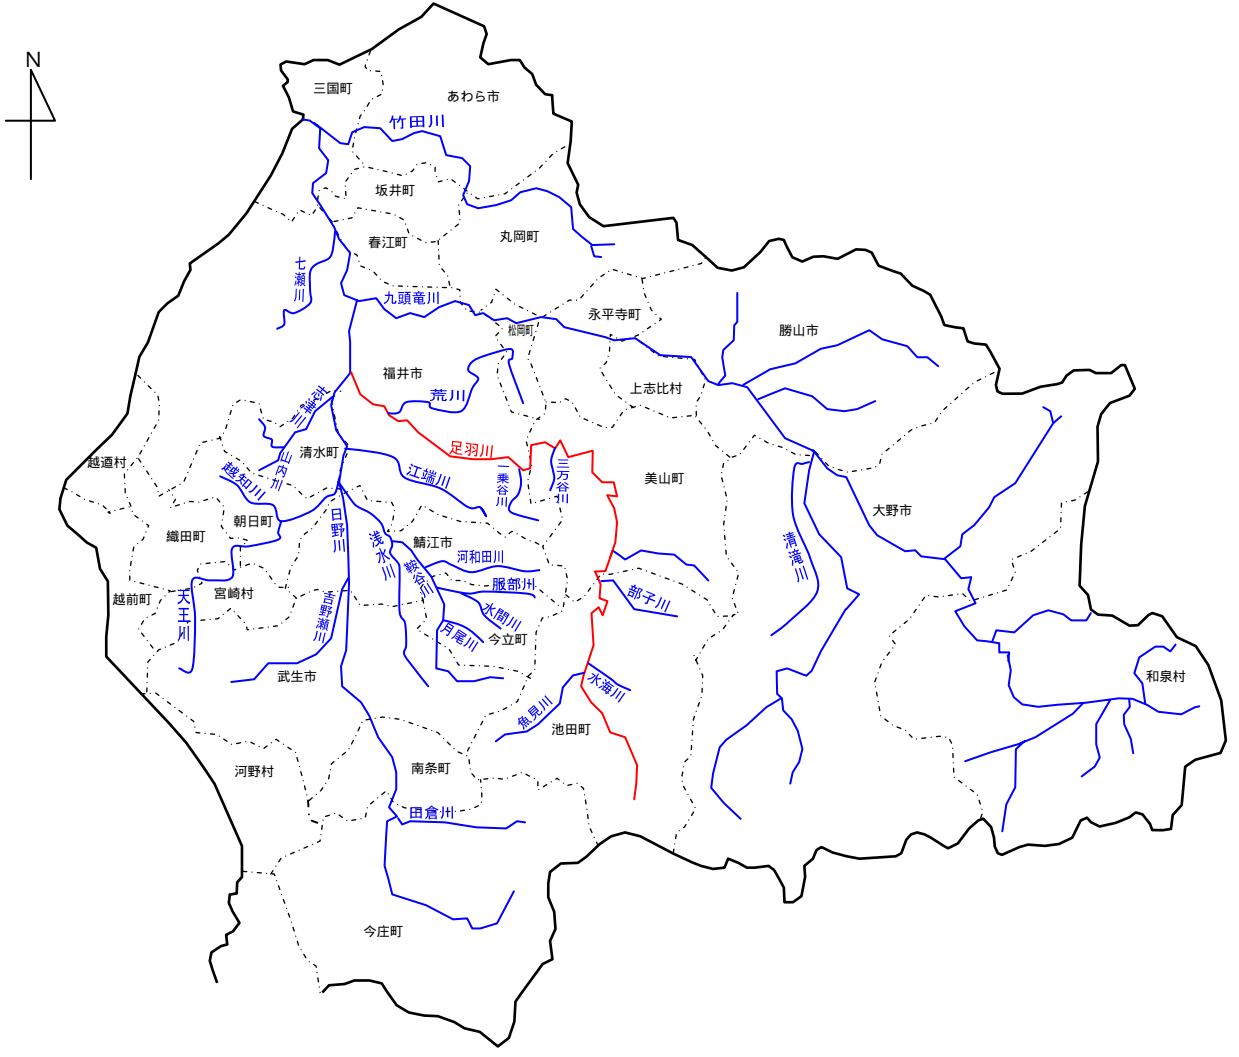 N
三国町
あわら市
竹田川
坂井町
春江町
丸岡町
七瀬川
九頭竜川
永平寺町
松岡町
勝山市
福井市
荒川
上志比村
志津川
足羽川
清水町
越廼村
山内川
越知川
江端川
一乗谷川
三万谷川
美山町
大野市
日野川
朝日町
織田町
浅水川
鯖江市
河和田川
鞍谷川
服部川
清滝川
宮崎村
越前町
天王川
吉野瀬川
水間川
月尾川
今立町
部子川
武生市
水海川
魚見川
池田町
和泉村
河野村
南条町
田倉川
今庄町